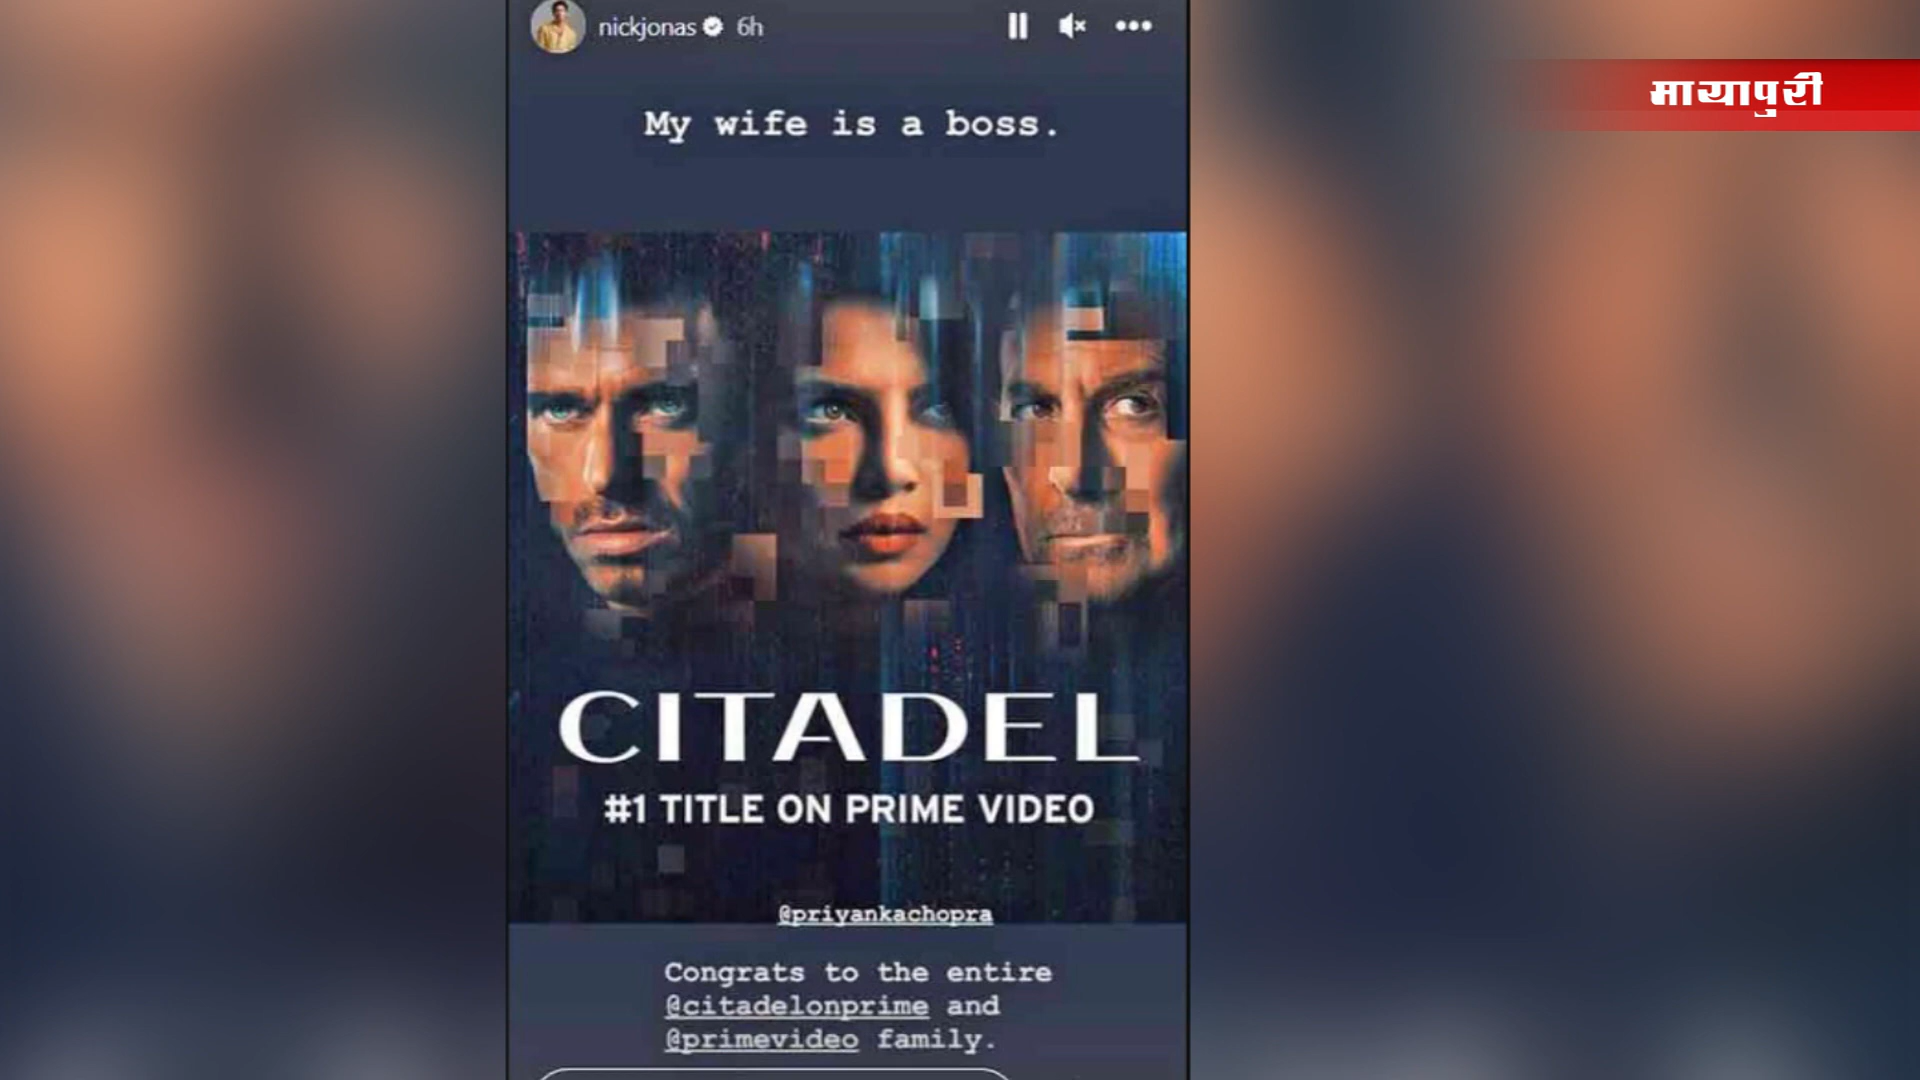 nickjonas 6h
मायापुरी
My wife is a boss.
CITADEL
#1 TITLE ON PRIME VIDEO
@priyankachopra
Congrats to the entire
@citadelonprime and
@primevideo family.